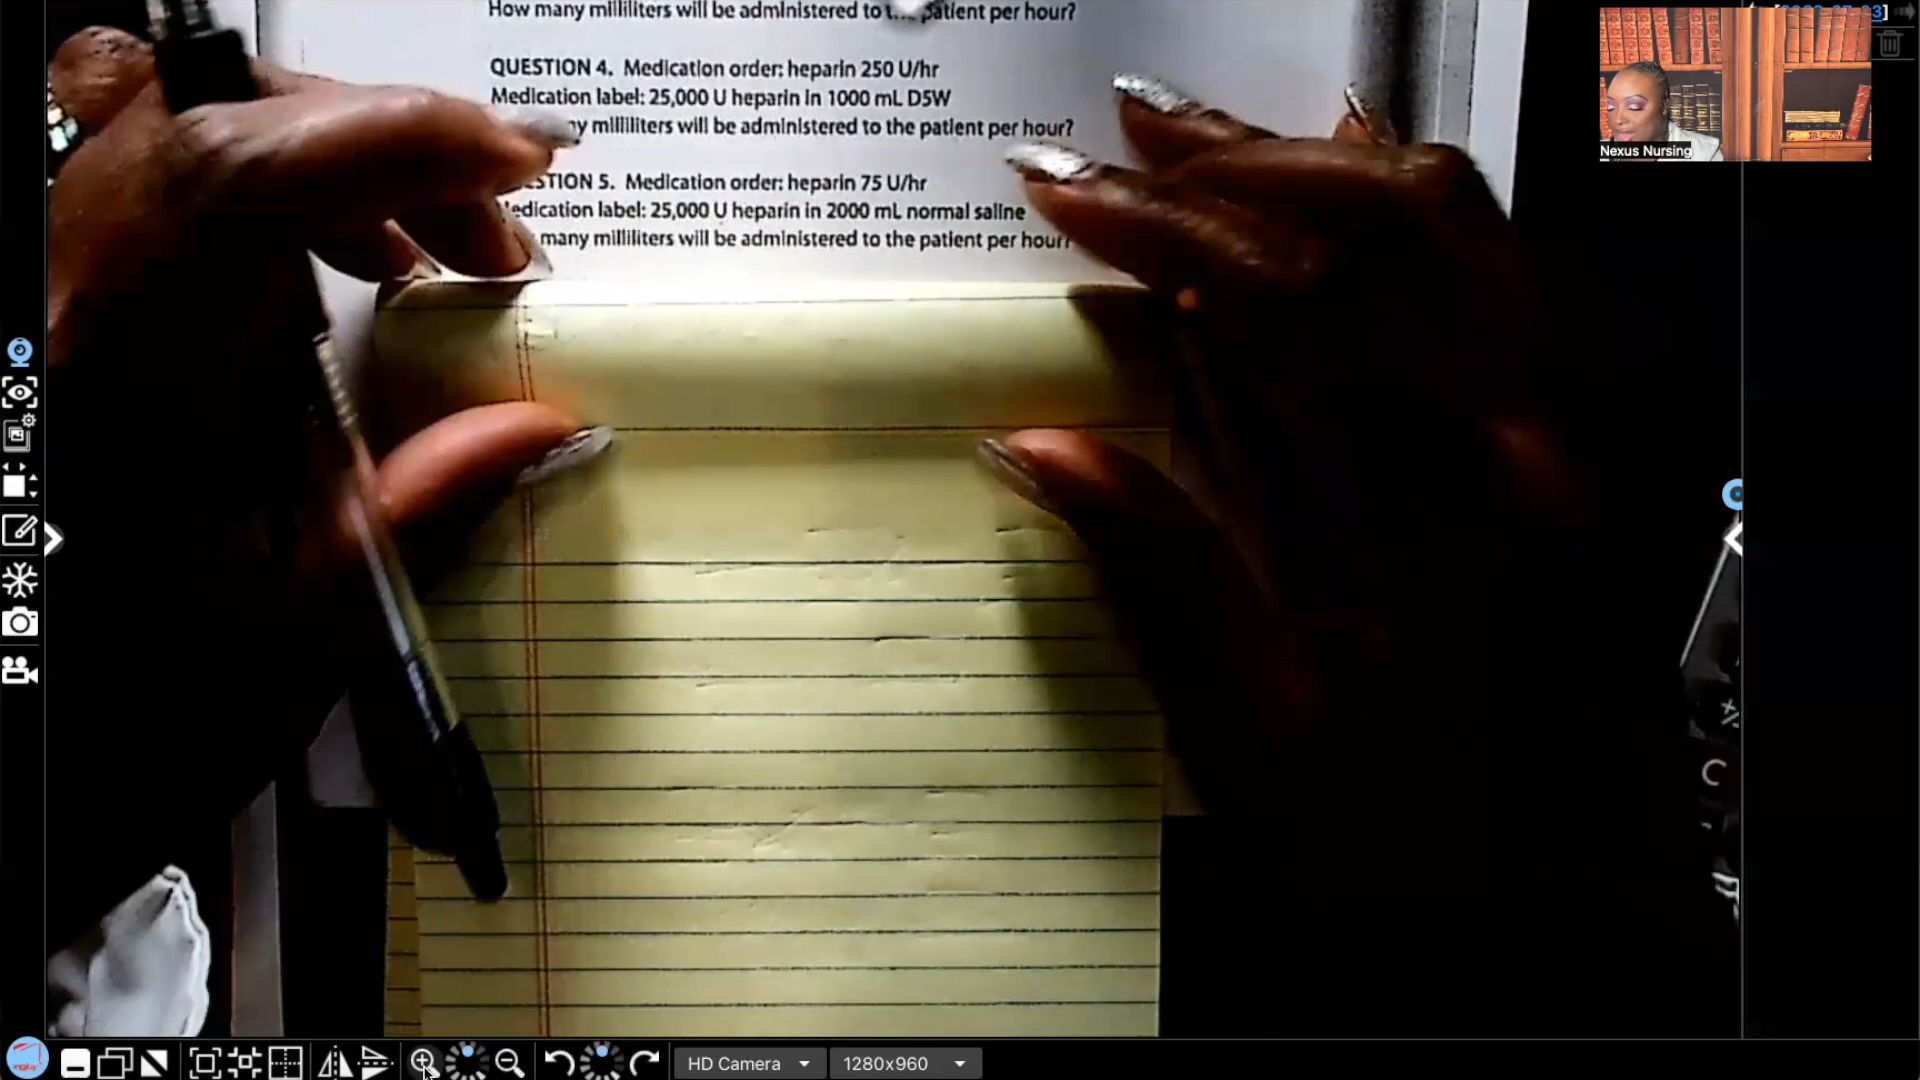 How many milliliters will be administered to patient per hour?
QUESTION 4. Medication order: heparin 250 U/hr
Medication label: 25,000 U heparin in 1000 mL D5W
milliliters will be administered to the patient per hour?
5. Medication order: heparin 75 U/hr
Medication label: 25,000 U heparin in 2000 mL normal saline
many milliliters will be administered to the patient per hour?
Nexus Nursing
C
HD Camera
1280x960